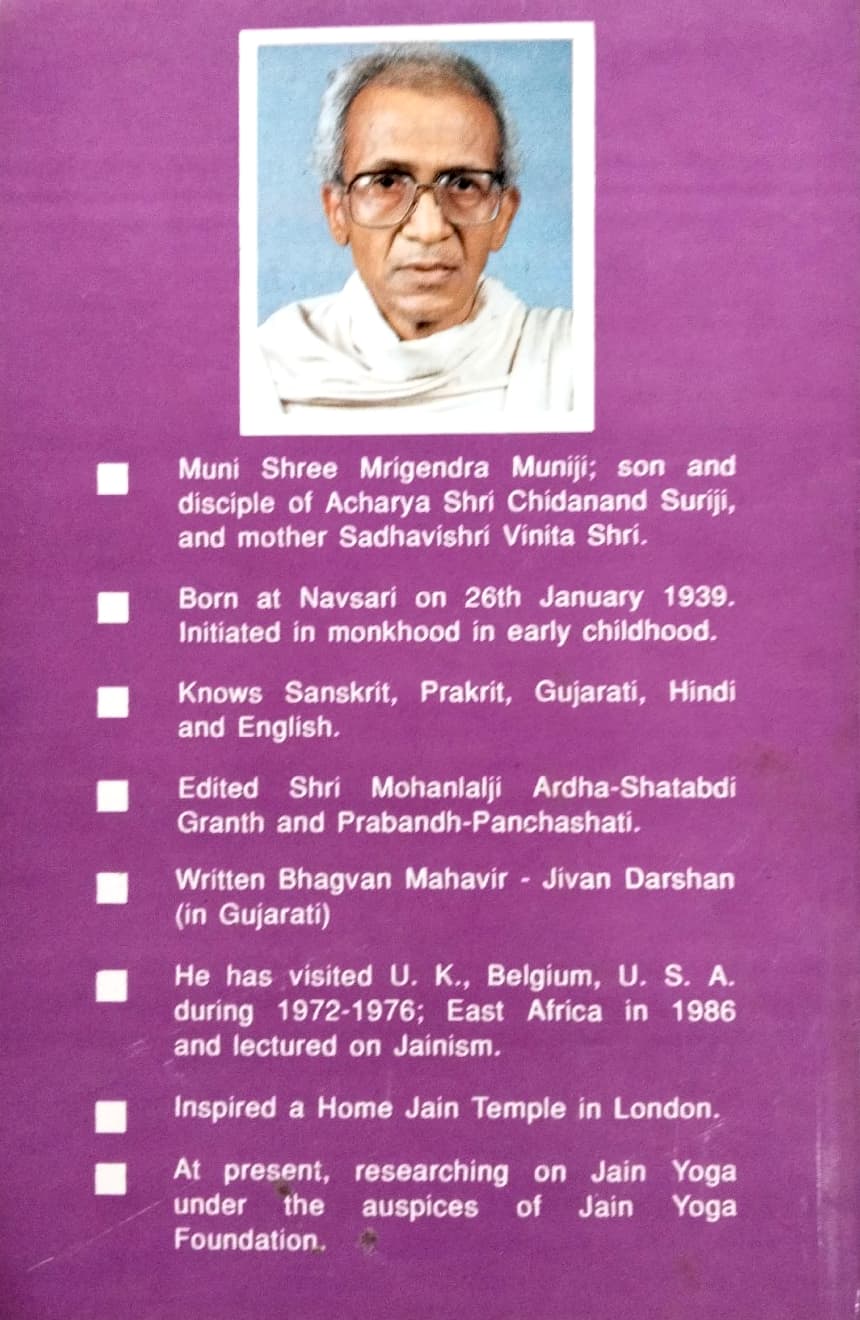 Muni Shree Mrigendra Muniji; son and
disciple of Acharya Shri Chidanand Suriji,
and mother Sadhavishri Vinita Shri.
Born at Navsari on 26th January 1939.
Initiated in monkhood in early childhood.
Knows Sanskrit, Prakrit, Gujarati, Hindi
and English.
Edited Shri Mohanlalji Ardha-Shatabdi
Granth and Prabandh-Panchashati.
Written Bhagvan Mahavir - Jivan Darshan
(in Gujarati)
He has visited U. K., Belgium, U. S. A.
during 1972-1976; East Africa in 1986
and lectured on Jainism.
Inspired a Home Jain Temple in London.
At present, researching on Jain Yoga
under the auspices of Jain Yoga
Foundation.